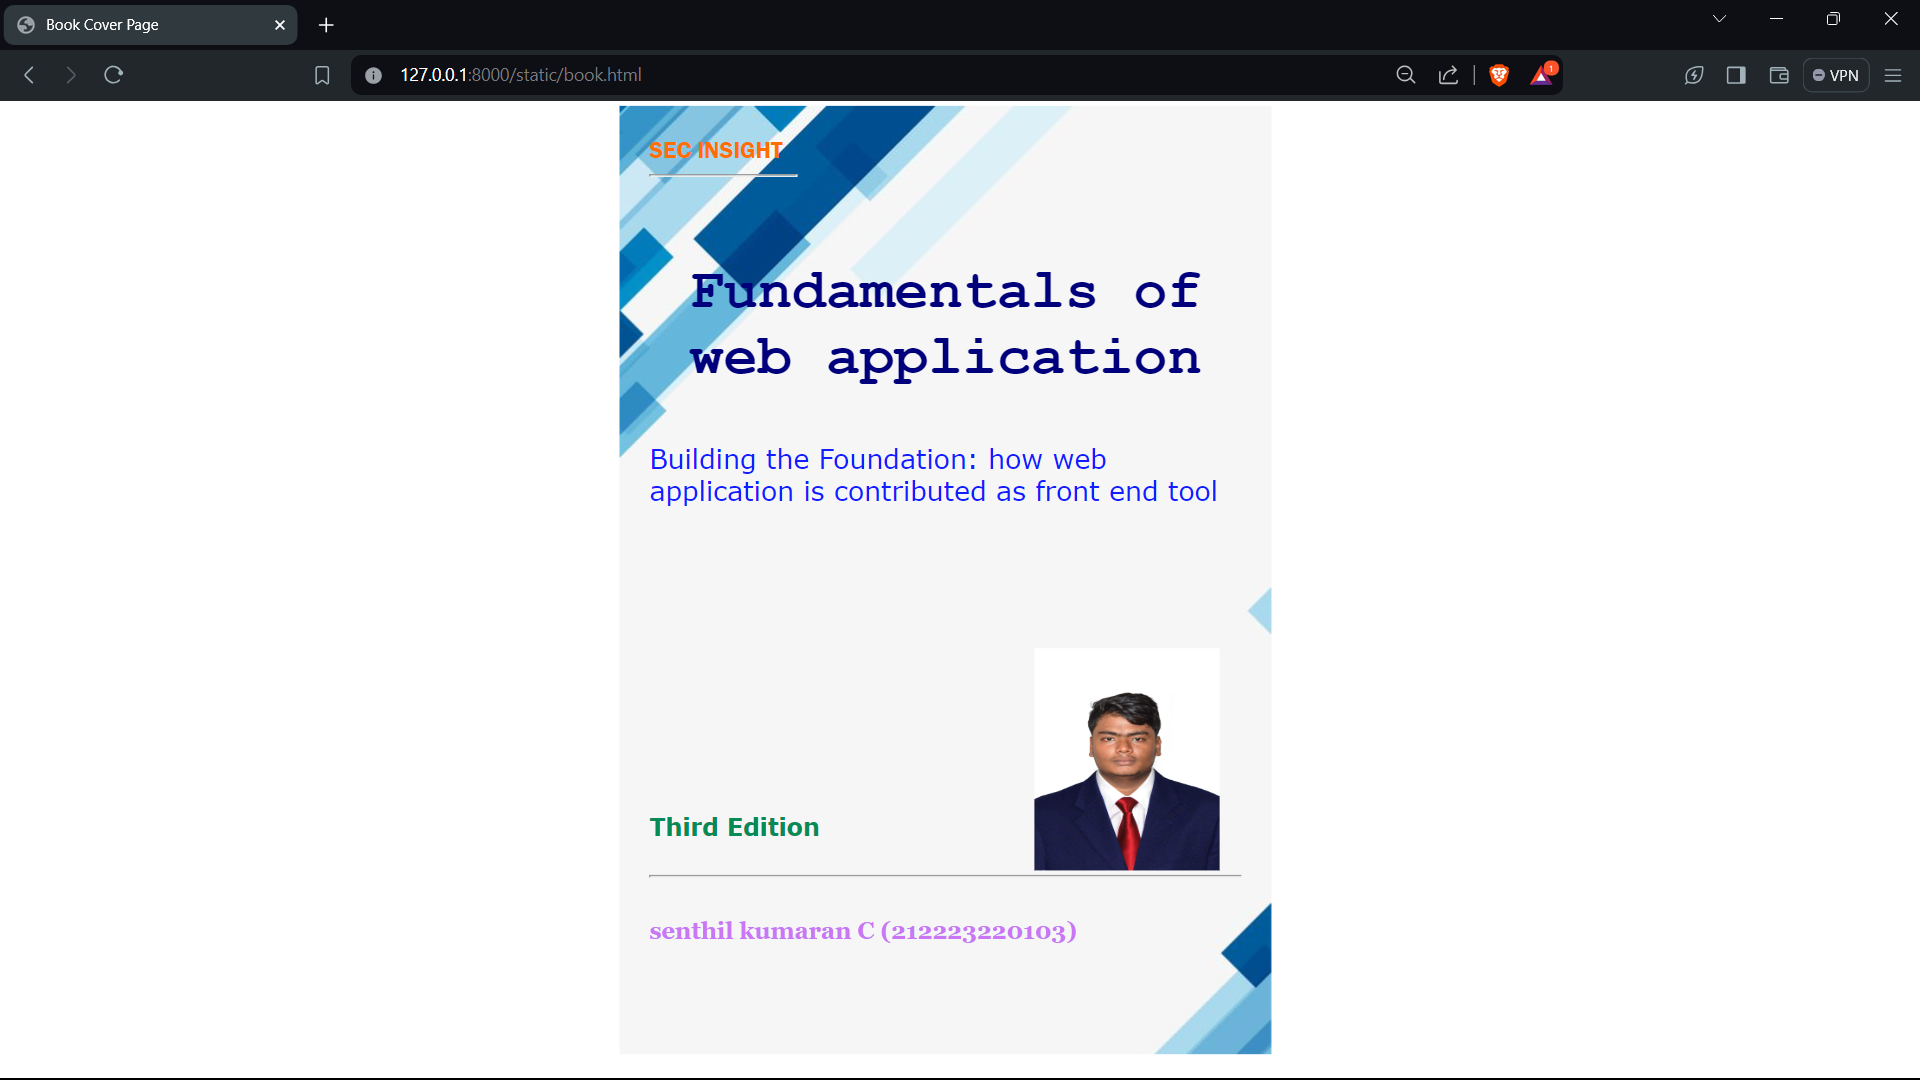 Book Cover Page
127.0.0.1:8000/static/book.html
1
VPN
SEC INSIGHT
Fundamentals of
web application
Building the Foundation: how web
application is contributed as front end tool
Third Edition
senthil kumaran C (212223220103)